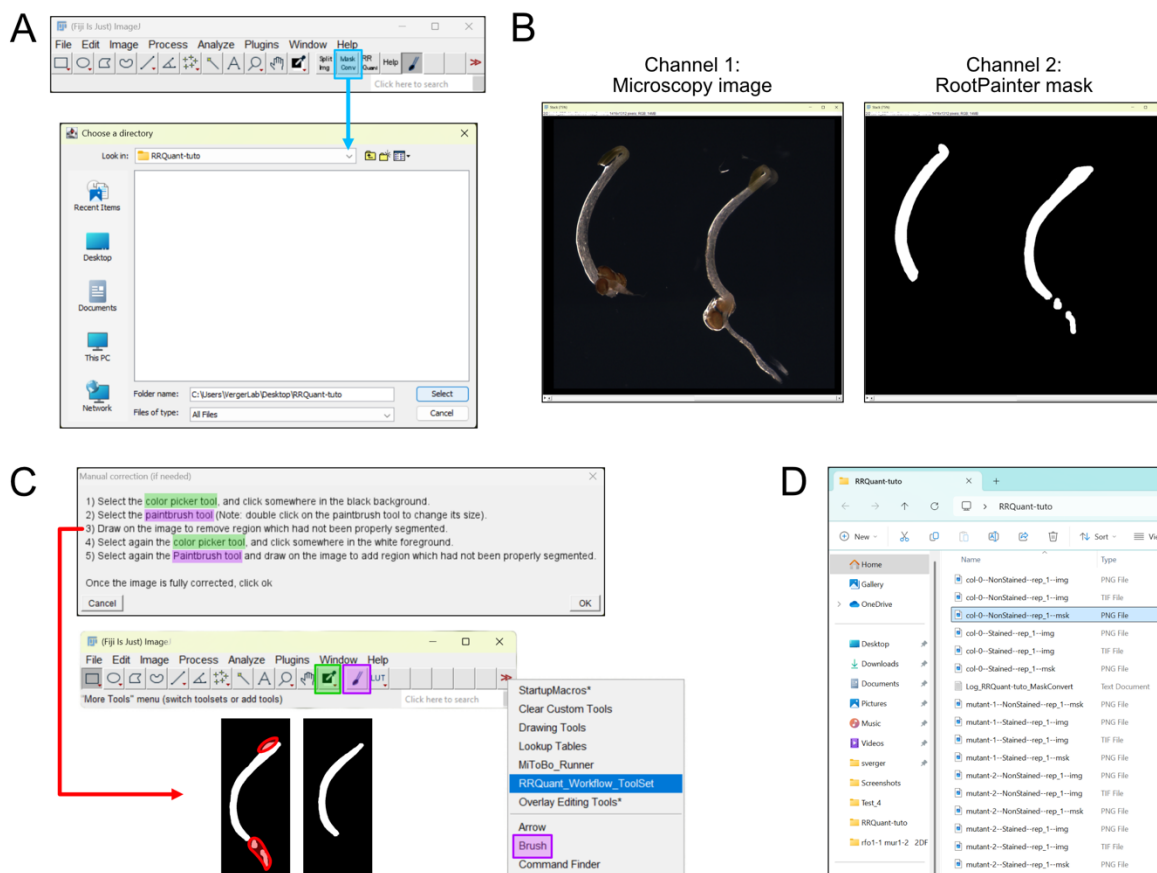 A
(Fiji Is Just) ImageJ
File Edit Image Process Analyze Plugins Window Help
Split Img Mask Conv RR Quant Help
Click here to search
Choose a directory
Look in: RRQuant-tuto
Recent Items
Desktop
Documents
This PC
Network
Folder name: C:\Users\VergerLab\Desktop\RRQuant-tuto Select
Files of type: All Files Cancel
B
Channel 1:
Microscopy image
Channel 2:
RootPainter mask
C
Manual correction (if needed)
1) Select the color picker tool, and click somewhere in the black background.
2) Select the paintbrush tool (Note: double click on the paintbrush tool to change its size).
3) Draw on the image to remove region which had not been properly segmented.
4) Select again the color picker tool, and click somewhere in the white foreground.
5) Select again the Paintbrush tool and draw on the image to add region which had not been properly segmented.
Once the image is fully corrected, click ok
Cancel OK
(Fiji Is Just) ImageJ
File Edit Image Process Analyze Plugins Window Help
LUT
"More Tools" menu (switch toolsets or add tools) Click here to search
StartupMacros*
Clear Custom Tools
Drawing Tools
Lookup Tables
MiToBo_Runner
RRQuant_Workflow_ToolSet
Overlay Editing Tools*
Arrow
Brush
Command Finder
D
RRQuant-tuto
RRQuant-tuto
New Sort
Home
Gallery
OneDrive
Desktop
Downloads
Documents
Pictures
Music
Videos
sverger
Screenshots
Test_4
RRQuant-tuto
rfo1-1 mur1-2 2DF
Name Type
col-0--NonStained--rep_1--img PNG File
col-0--NonStained--rep_1--img TIF File
col-0--NonStained--rep_1--msk PNG File
col-0--Stained--rep_1--img PNG File
col-0--Stained--rep_1--img TIF File
col-0--Stained--rep_1--msk PNG File
Log_RRQuant-tuto_MaskConvert Text Document
mutant-1--NonStained--rep_1--msk PNG File
mutant-1--Stained--rep_1--img PNG File
mutant-1--Stained--rep_1--img TIF File
mutant-1--Stained--rep_1--msk PNG File
mutant-2--NonStained--rep_1--img PNG File
mutant-2--NonStained--rep_1--img TIF File
mutant-2--NonStained--rep_1--msk PNG File
mutant-2--Stained--rep_1--img PNG File
mutant-2--Stained--rep_1--img TIF File
mutant-2--Stained--rep_1--msk PNG File